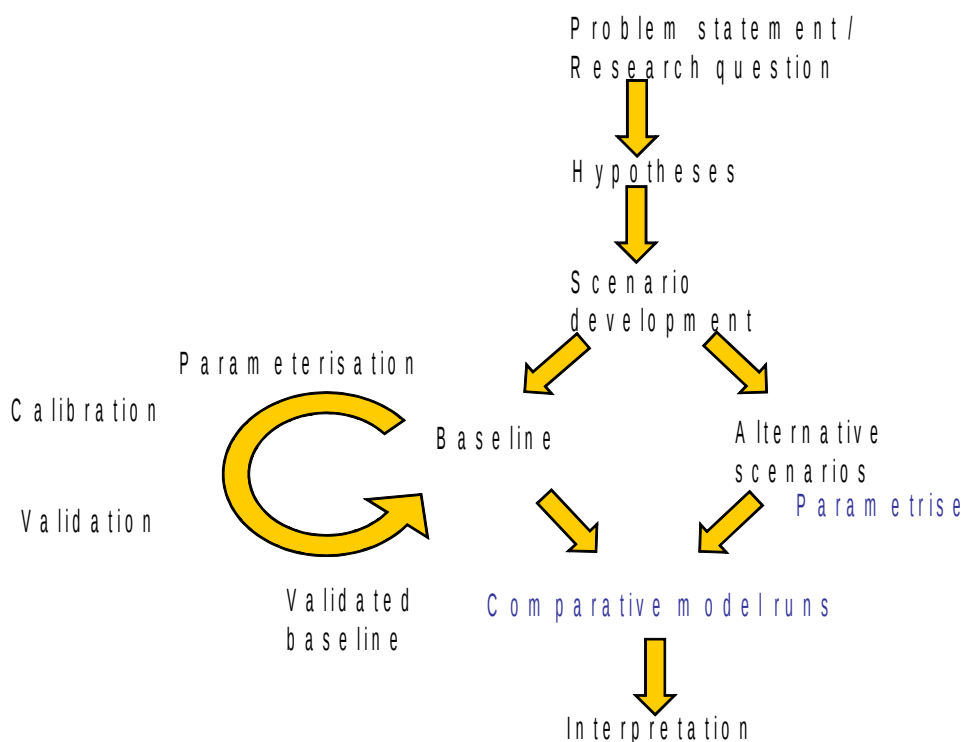 Problem statement/
Research question
Hypotheses
Scenario
development
Parameterisation
Calibration
Baseline
Alternative
scenarios
Parametrise
Validation
Validated
baseline
Comparative model runs
Interpretation